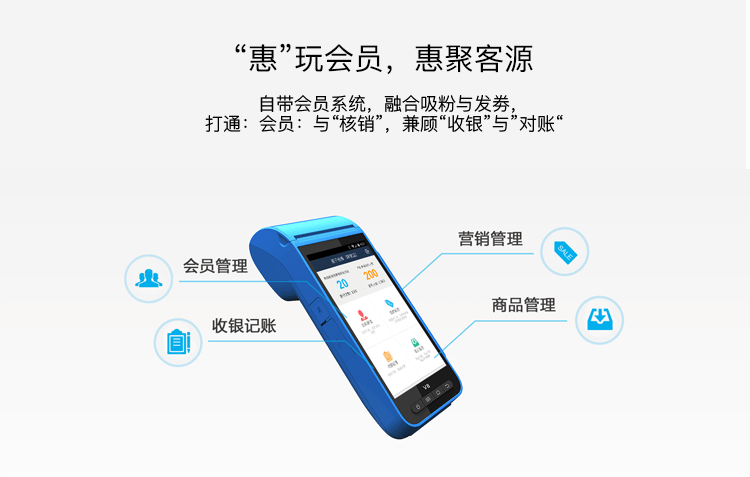 “惠”玩会员，惠聚客源
自带会员系统，融合吸粉与发劵，
打通：会员：与“核销”，兼顾“收银”与”对账“
营销管理
SALE
会员管理
商品管理
收银记账
20
200
V8